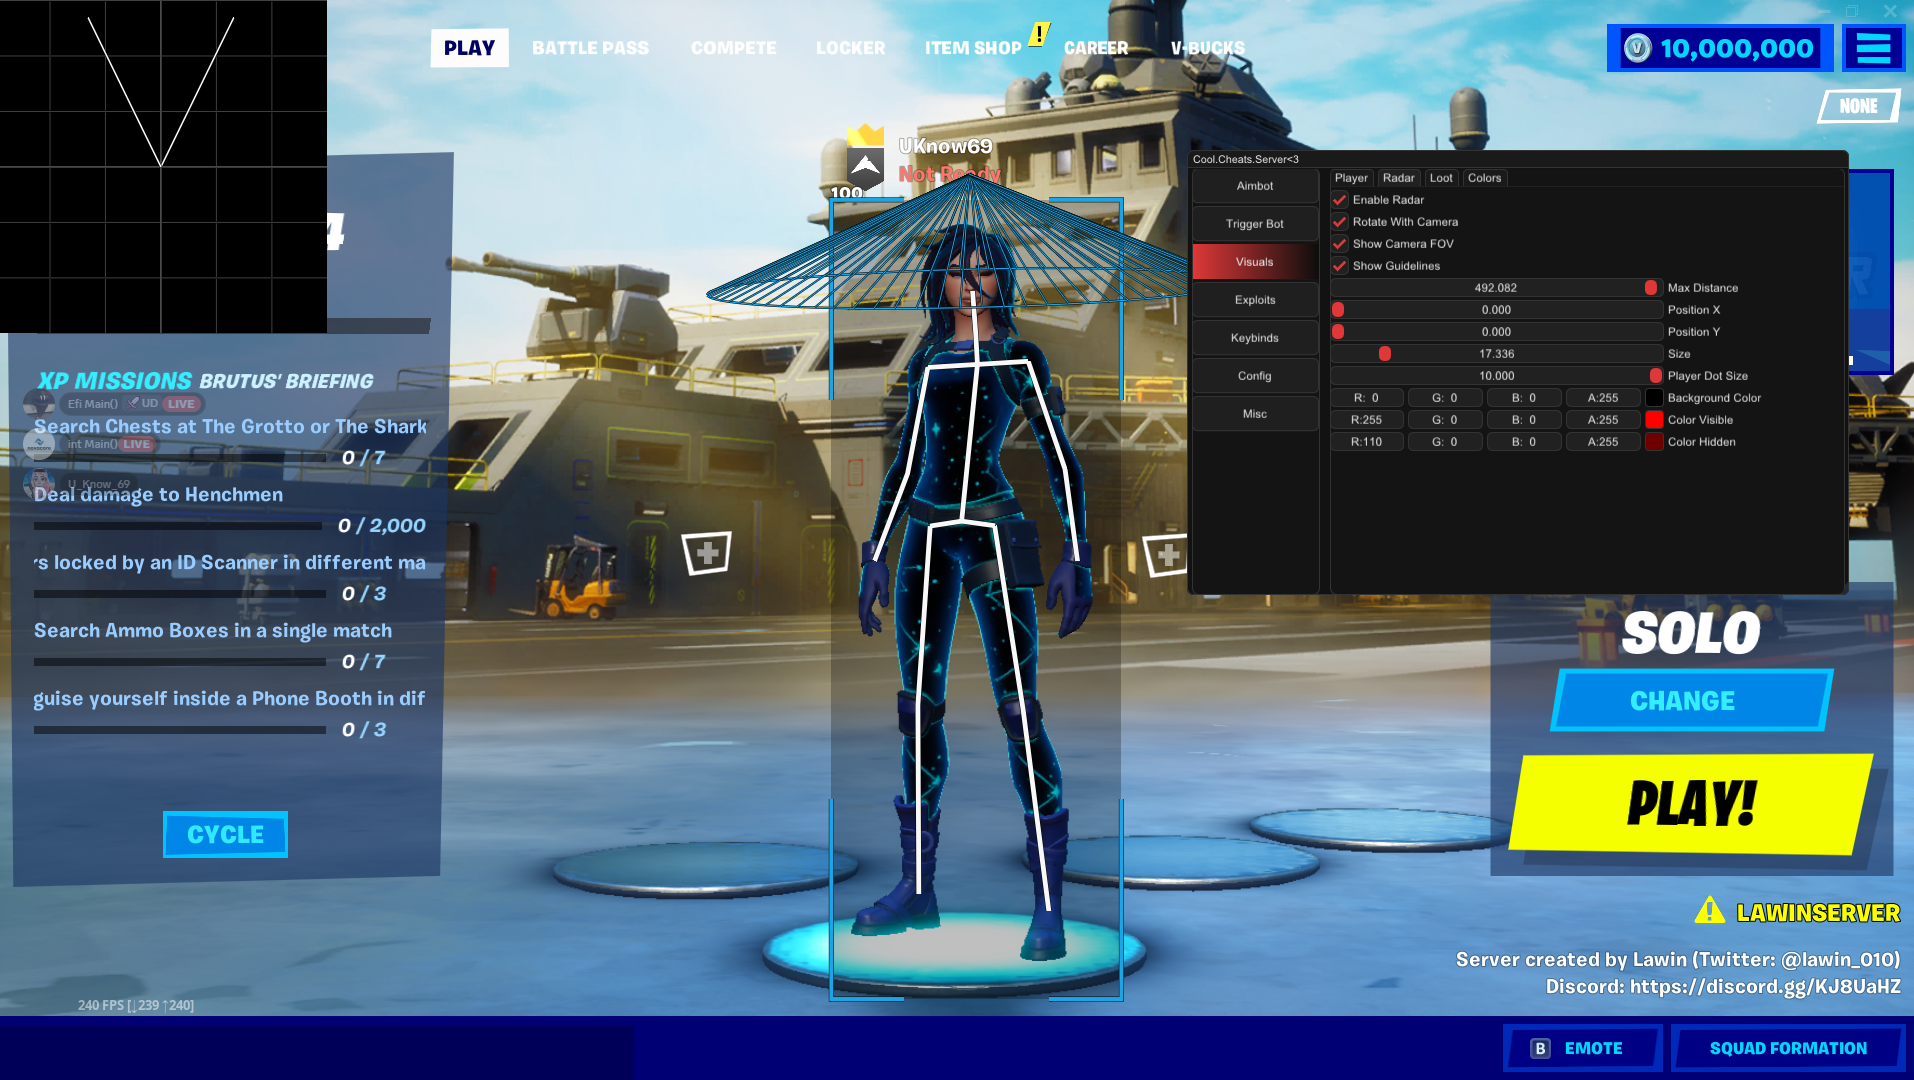 PLAY
BATTLE PASS
COMPETE
LOCKER
ITEM SHOP
!
CAREER
V-BUCKS
V 10,000,000
NONE
UKnow69
Not Ready
100
4
Cool.Cheats.Server<3
Aimbot
Trigger Bot
Visuals
Exploits
Keybinds
Config
Misc
Player Radar Loot Colors
Enable Radar
Rotate With Camera
Show Camera FOV
Show Guidelines
492.082 Max Distance
0.000 Position X
0.000 Position Y
17.336 Size
10.000 Player Dot Size
R: 0 G: 0 B: 0 A:255 Background Color
R:255 G: 0 B: 0 A:255 Color Visible
R:110 G: 0 B: 0 A:255 Color Hidden
XP MISSIONS BRUTUS' BRIEFING
Efi Main() UD LIVE
Search Chests at The Grotto or The Shark
int Main() LIVE
0 / 7
U_Know_69
Deal damage to Henchmen
0 / 2,000
rs locked by an ID Scanner in different ma
0 / 3
Search Ammo Boxes in a single match
0 / 7
guise yourself inside a Phone Booth in dif
0 / 3
CYCLE
SOLO
CHANGE
PLAY!
LAWINSERVER
Server created by Lawin (Twitter: @lawin_010)
Discord: https://discord.gg/KJ8UaHZ
240 FPS [↓239 ↑240]
B EMOTE
SQUAD FORMATION